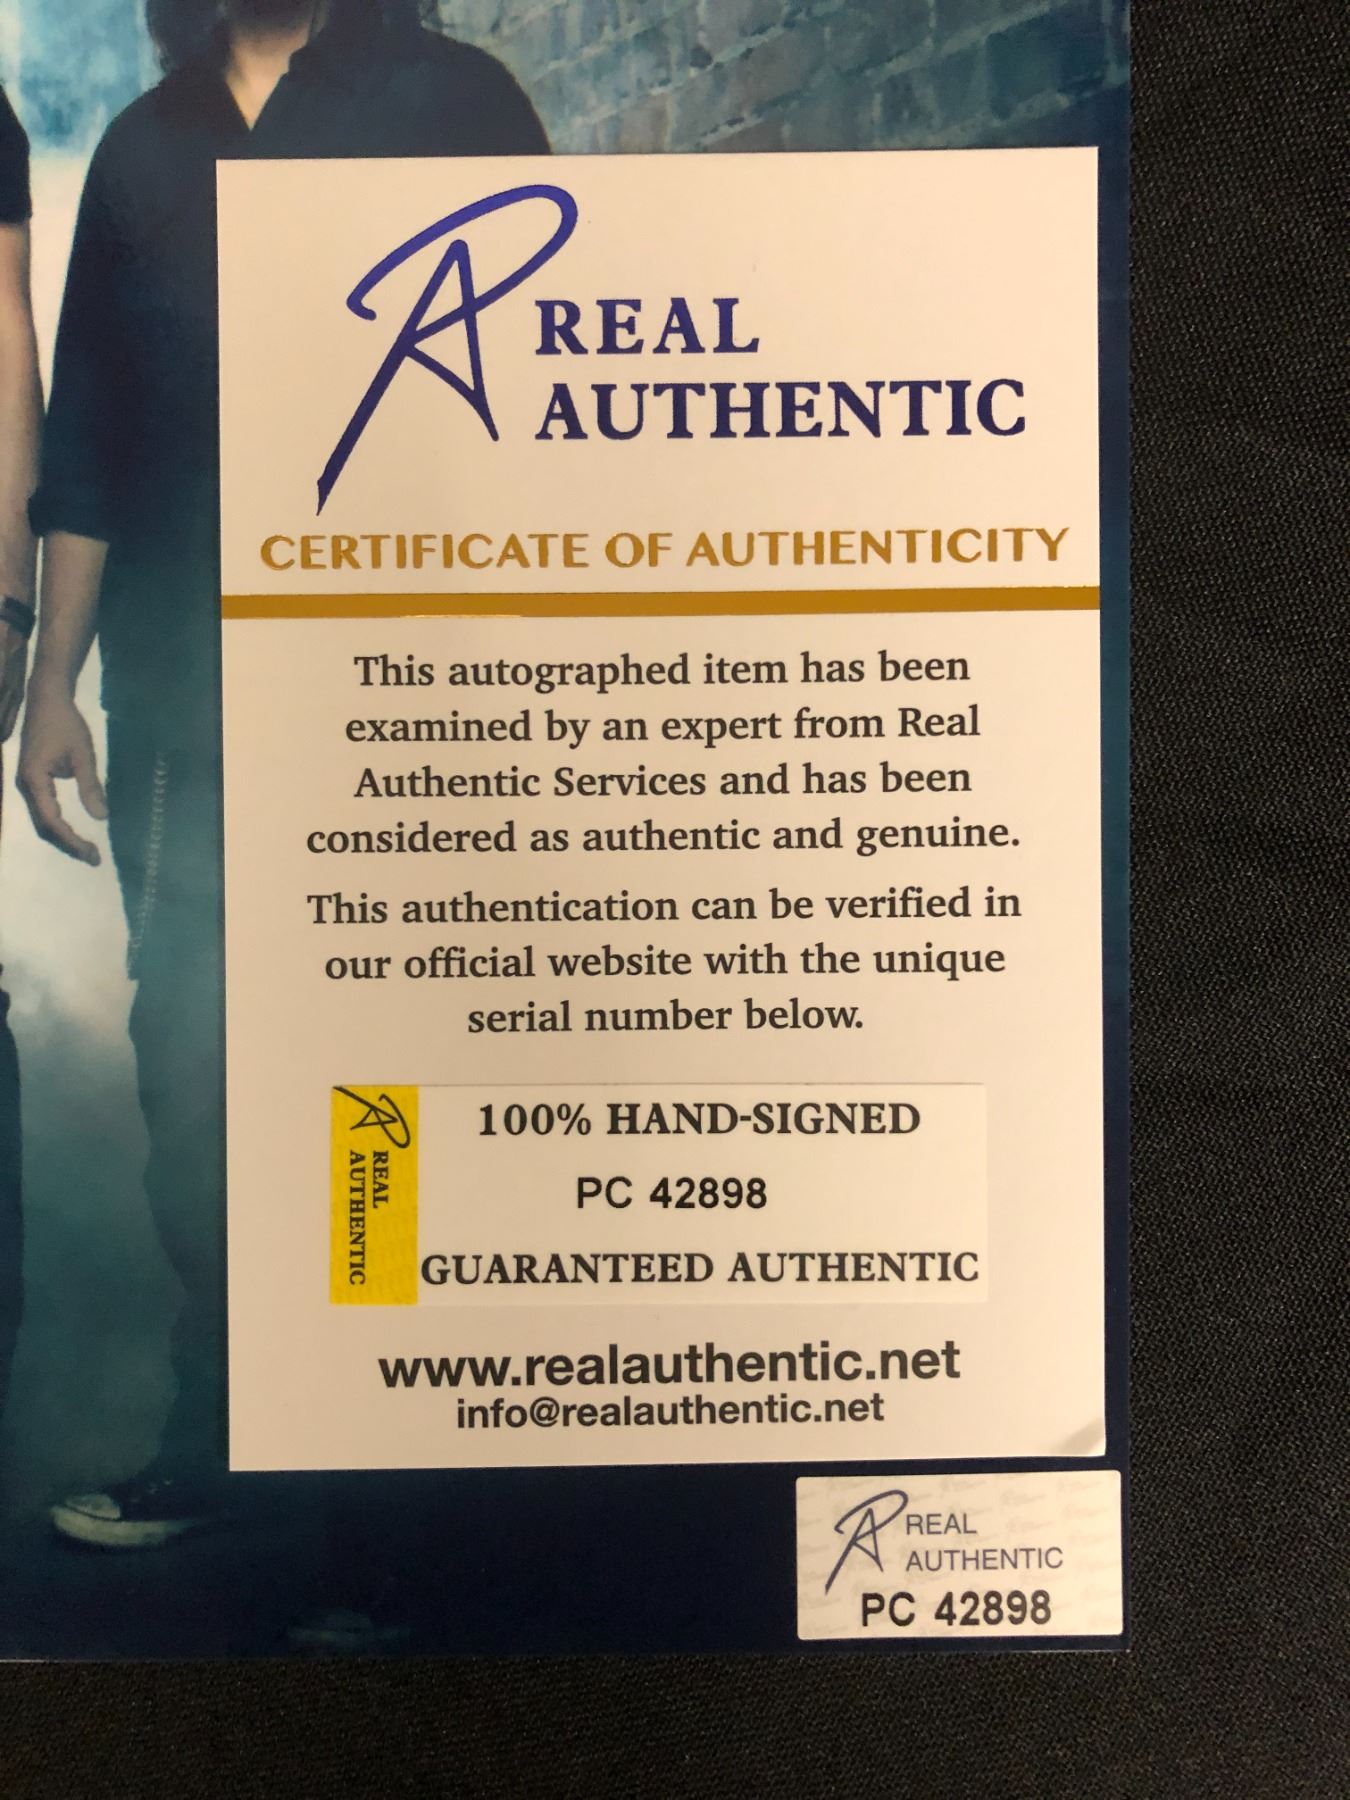 REAL
AUTHENTIC
CERTIFICATE OF AUTHENTICITY
This autographed item has been
examined by an expert from Real
Authentic Services and has been
considered as authentic and genuine.
This authentication can be verified in
our official website with the unique
serial number below.
REAL
AUTHENTIC
100% HAND-SIGNED
PC 42898
GUARANTEED AUTHENTIC
www.realauthentic.net
info@realauthentic.net
REAL
AUTHENTIC
PC 42898